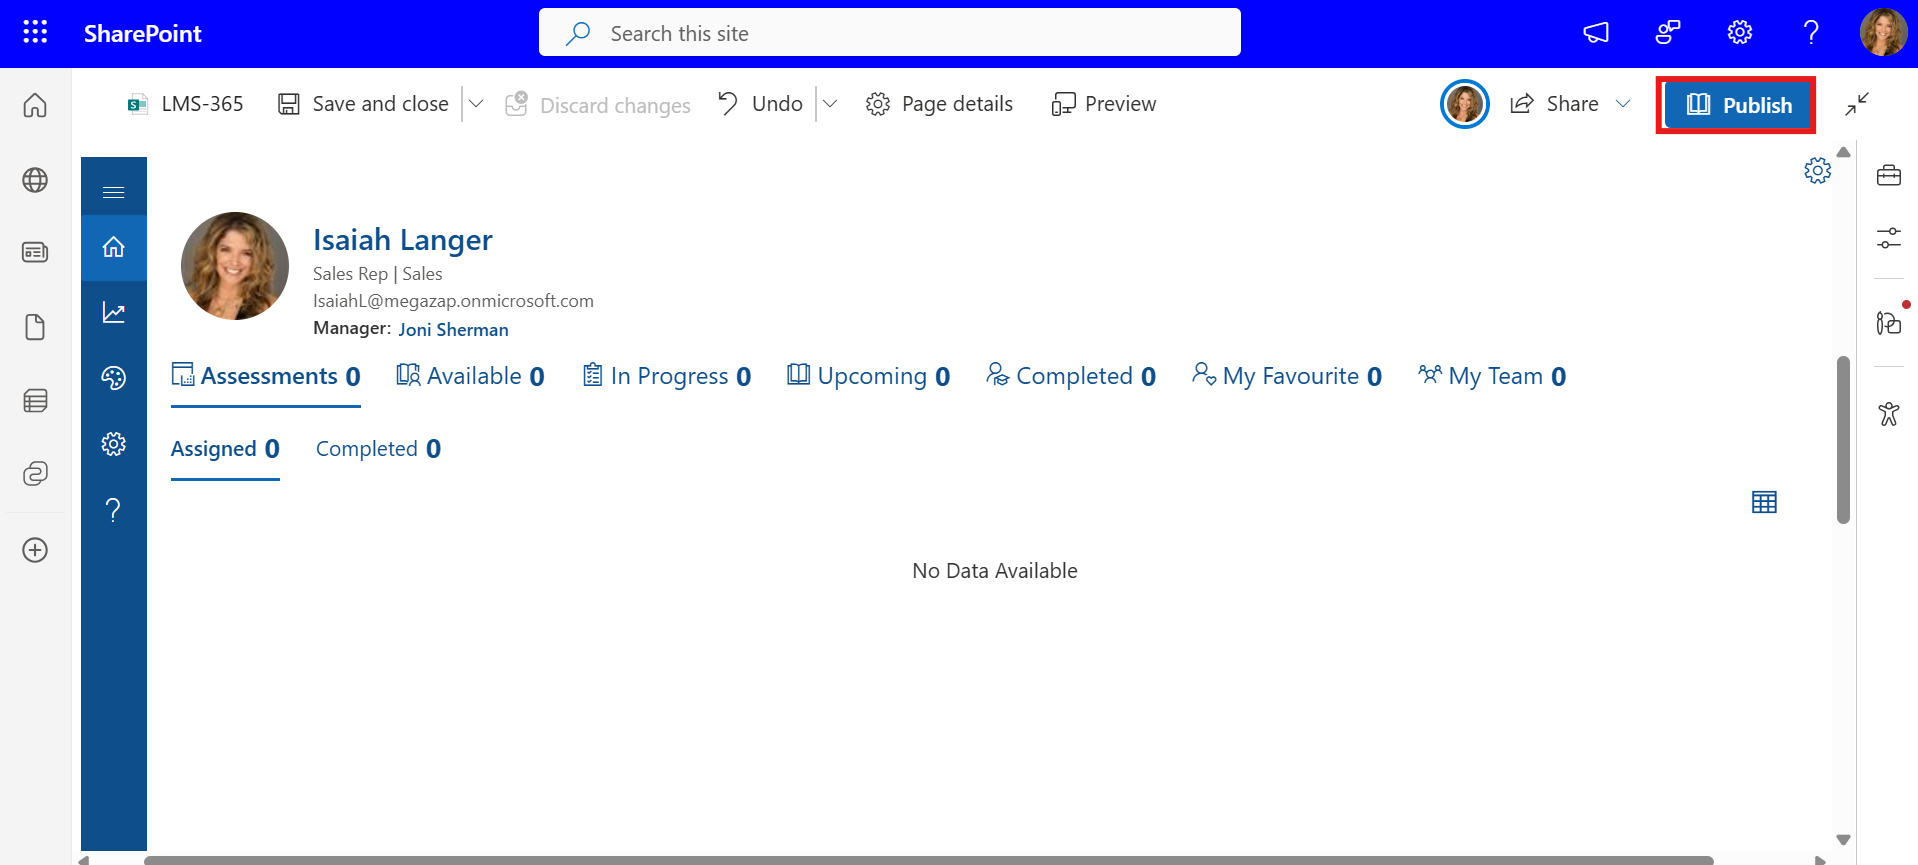 SharePoint
Search this site
LMS-365
Save and close
Discard changes
Undo
Page details
Preview
Share
Publish
Isaiah Langer
Sales Rep | Sales
IsaiahL@megazap.onmicrosoft.com
Manager: Joni Sherman
Assessments 0
Available 0
In Progress 0
Upcoming 0
Completed 0
My Favourite 0
My Team 0
Assigned 0
Completed 0
No Data Available